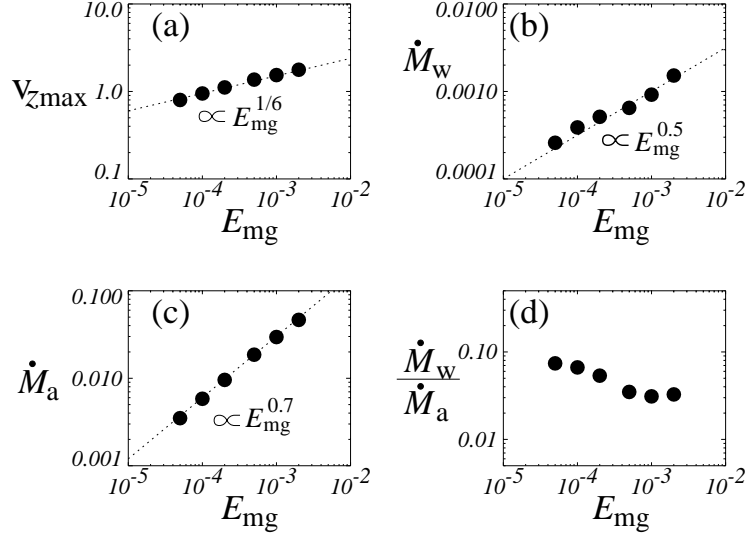 (a)
10.0
1.0
0.1
v_zmax
∝ E_mg^1/6
10^-5 10^-4 10^-3 10^-2
E_mg
(b)
0.0010
0.0001
Ṁ_w
∝ E_mg^0.5
10^-5 10^-4 10^-3 10^-2
E_mg
(c)
0.100
0.010
0.001
Ṁ_a
∝ E_mg^0.7
10^-5 10^-4 10^-3 10^-2
E_mg
(d)
0.10
0.01
Ṁ_w
Ṁ_a
10^-5 10^-4 10^-3 10^-2
E_mg